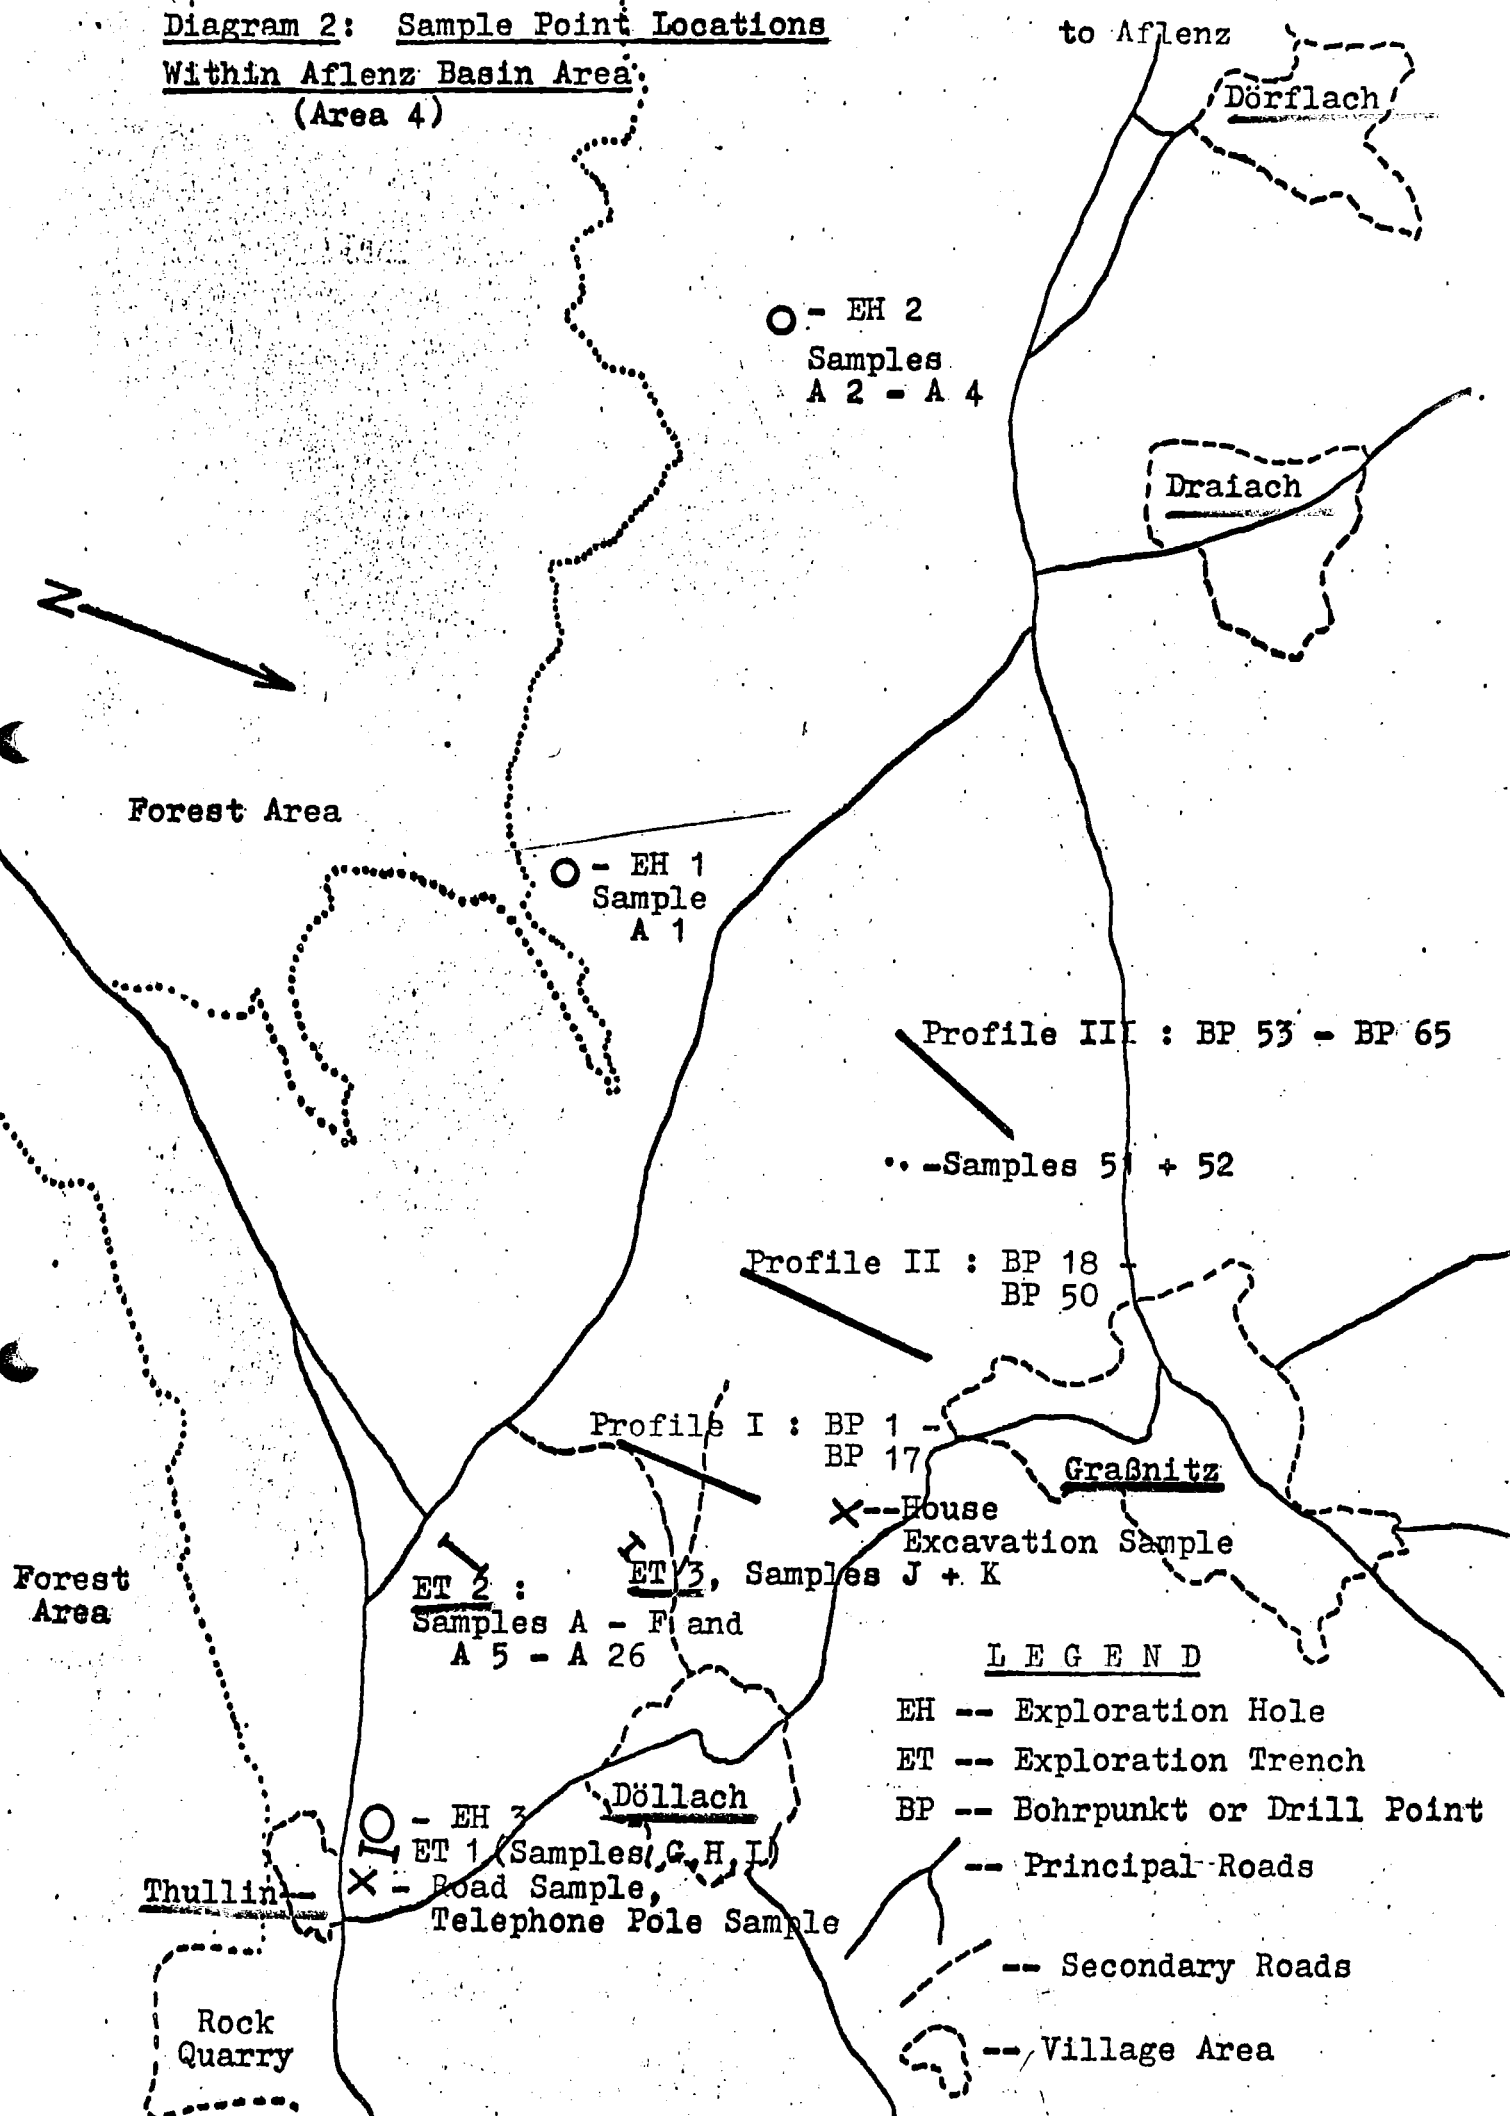 Diagram 2: Sample Point Locations
Within Aflenz Basin Area
(Area 4)
to Aflenz
Dörflach
- EH 2
Samples
A 2 - A 4
Draiach
N
Forest Area
- EH 1
Sample
A 1
Profile III : BP 53 - BP 65
-Samples 51 + 52
Profile II : BP 18 -
BP 50
Profile I : BP 1 -
BP 17
Graßnitz
--House
Excavation Sample
ET 2 :
Samples A - F and
A 5 - A 26
ET 3, Samples J + K
Forest
Area
Döllach
- EH 3
ET 1 (Samples G,H,I)
- Road Sample,
Telephone Pole Sample
Thullin
Rock
Quarry
LEGEND
EH -- Exploration Hole
ET -- Exploration Trench
BP -- Bohrpunkt or Drill Point
-- Principal Roads
-- Secondary Roads
-- Village Area